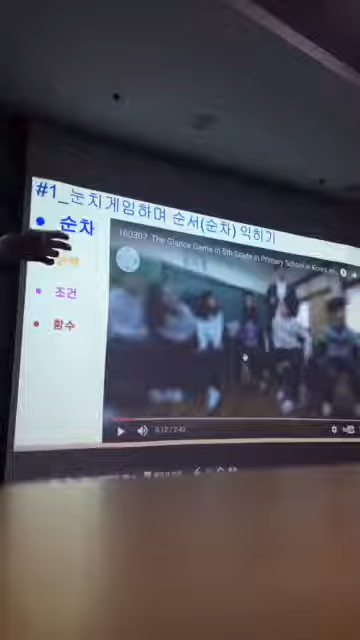 #1_눈치게임하며 순서(순차) 익히기
• 순차
• 조건
• 함수
160307 The Glance Game in 5th Grade in Primary School in Korea